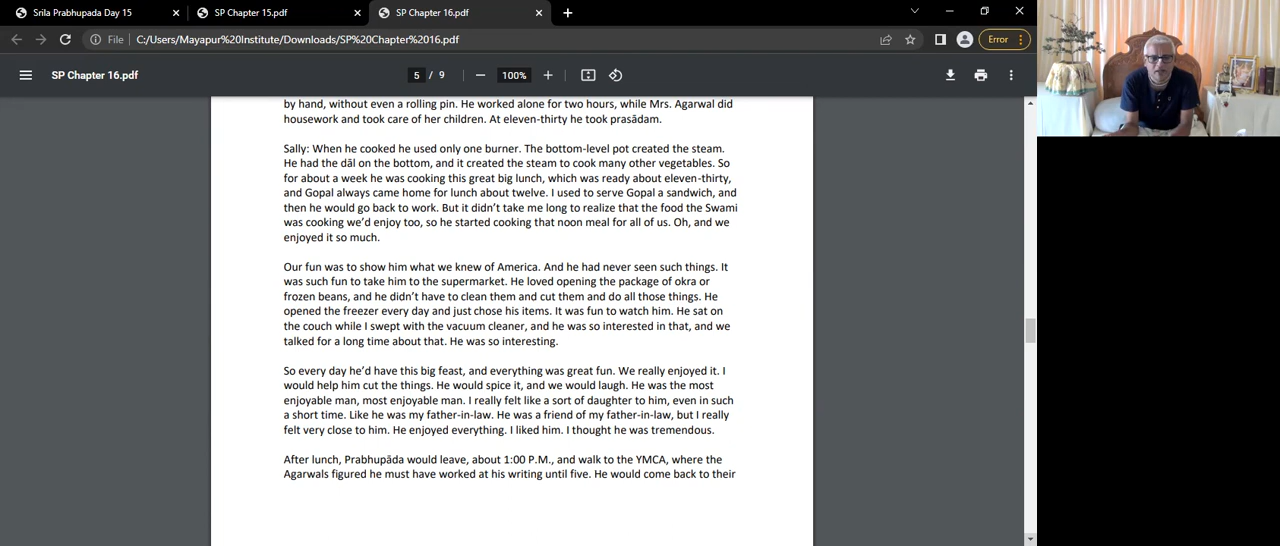 Srila Prabhupada Day 15
SP Chapter 15.pdf
SP Chapter 16.pdf
File
C:/Users/Mayapur%20Institute/Downloads/SP%20Chapter%2016.pdf
Error
SP Chapter 16.pdf
5 / 9
100%
by hand, without even a rolling pin. He worked alone for two hours, while Mrs. Agarwal did
housework and took care of her children. At eleven-thirty he took prasādam.
Sally: When he cooked he used only one burner. The bottom-level pot created the steam.
He had the dāl on the bottom, and it created the steam to cook many other vegetables. So
for about a week he was cooking this great big lunch, which was ready about eleven-thirty,
and Gopal always came home for lunch about twelve. I used to serve Gopal a sandwich, and
then he would go back to work. But it didn't take me long to realize that the food the Swami
was cooking we'd enjoy too, so he started cooking that noon meal for all of us. Oh, and we
enjoyed it so much.
Our fun was to show him what we knew of America. And he had never seen such things. It
was such fun to take him to the supermarket. He loved opening the package of okra or
frozen beans, and he didn't have to clean them and cut them and do all those things. He
opened the freezer every day and just chose his items. It was fun to watch him. He sat on
the couch while I swept with the vacuum cleaner, and he was so interested in that, and we
talked for a long time about that. He was so interesting.
So every day he'd have this big feast, and everything was great fun. We really enjoyed it. I
would help him cut the things. He would spice it, and we would laugh. He was the most
enjoyable man, most enjoyable man. I really felt like a sort of daughter to him, even in such
a short time. Like he was my father-in-law. He was a friend of my father-in-law, but I really
felt very close to him. He enjoyed everything. I liked him. I thought he was tremendous.
After lunch, Prabhupāda would leave, about 1:00 P.M., and walk to the YMCA, where the
Agarwals figured he must have worked at his writing until five. He would come back to their